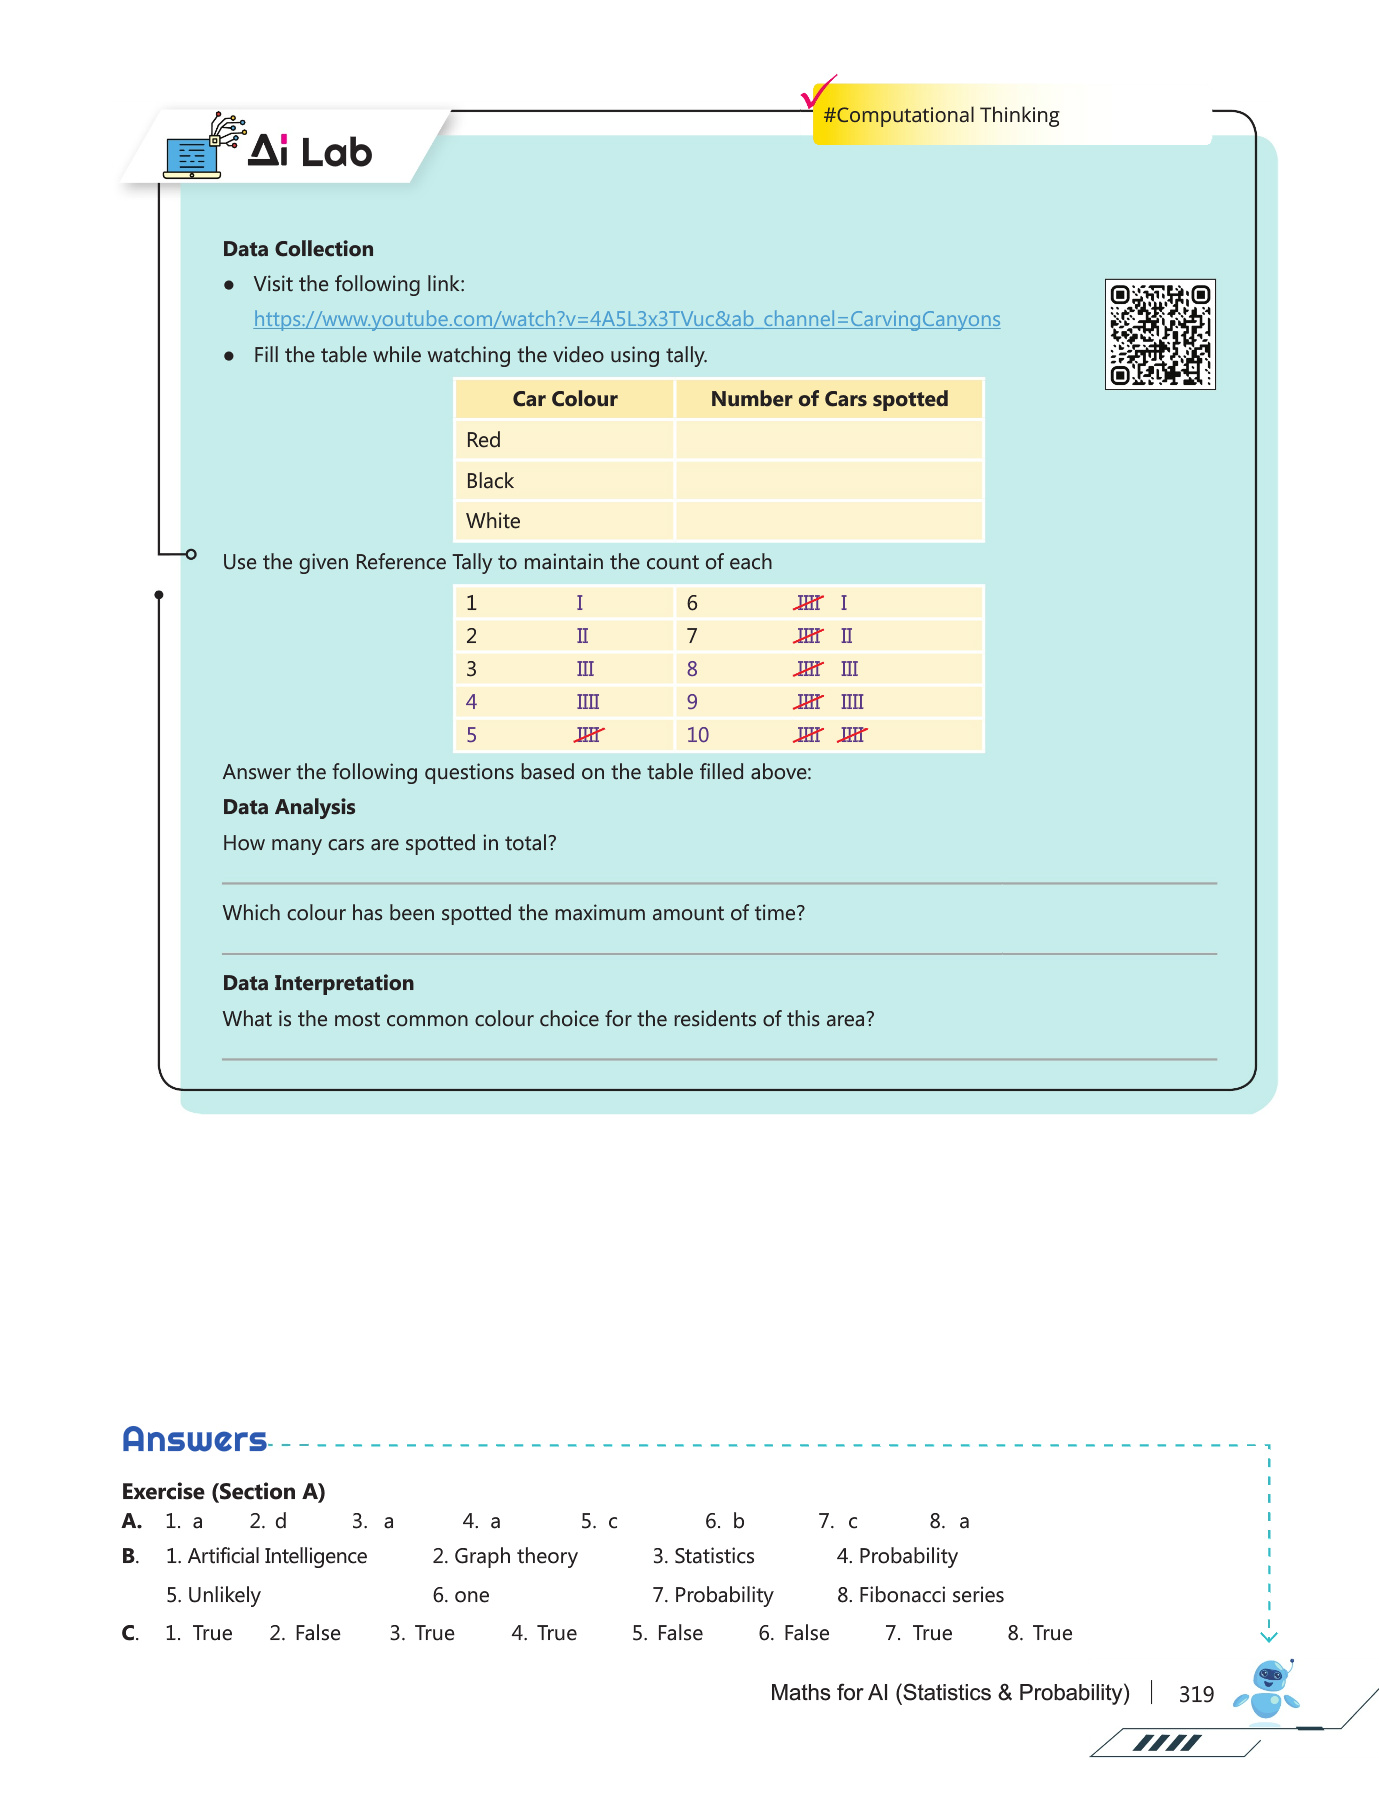 #Computational Thinking
Ai Lab
Data Collection
● Visit the following link:
https://www.youtube.com/watch?v=4A5L3x3TVuc&ab_channel=CarvingCanyons
● Fill the table while watching the video using tally.
Car Colour Number of Cars spotted
Red
Black
White
Use the given Reference Tally to maintain the count of each
1 I 6 IIII I
2 II 7 IIII II
3 III 8 IIII III
4 IIII 9 IIII IIII
5 IIII 10 IIII IIII
Answer the following questions based on the table filled above:
Data Analysis
How many cars are spotted in total?
Which colour has been spotted the maximum amount of time?
Data Interpretation
What is the most common colour choice for the residents of this area?
Answers
Exercise (Section A)
A. 1. a 2. d 3. a 4. a 5. c 6. b 7. c 8. a
B. 1. Artificial Intelligence 2. Graph theory 3. Statistics 4. Probability
5. Unlikely 6. one 7. Probability 8. Fibonacci series
C. 1. True 2. False 3. True 4. True 5. False 6. False 7. True 8. True
Maths for AI (Statistics & Probability) 319